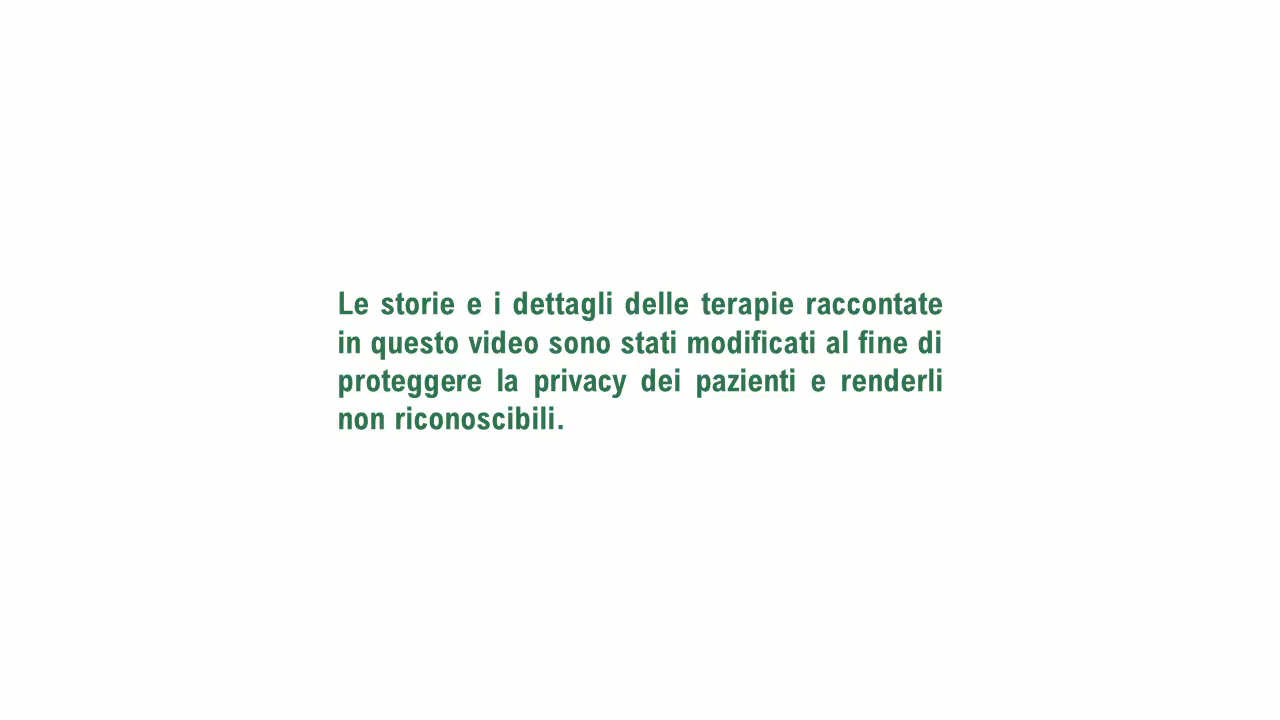 Le storie e i dettagli delle terapie raccontate
in questo video sono stati modificati al fine di
proteggere la privacy dei pazienti e renderli
non riconoscibili.